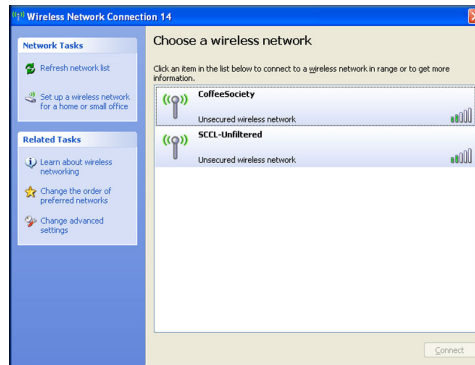 Wireless Network Connection 14
Network Tasks
Refresh network list
Set up a wireless network
for a home or small office
Related Tasks
Learn about wireless
networking
Change the order of
preferred networks
Change advanced
settings
Choose a wireless network
Click an item in the list below to connect to a wireless network in range or to get more
information.
CoffeeSociety
Unsecured wireless network
SCCL-Unfiltered
Unsecured wireless network
Connect